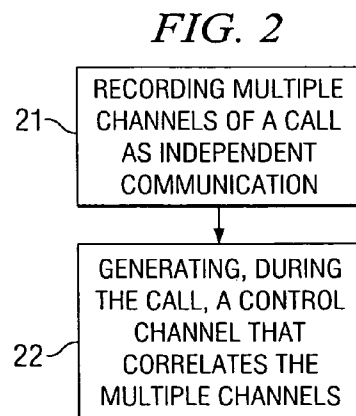 FIG. 2
21
RECORDING MULTIPLE
CHANNELS OF A CALL
AS INDEPENDENT
COMMUNICATION
22
GENERATING, DURING
THE CALL, A CONTROL
CHANNEL THAT
CORRELATES THE
MULTIPLE CHANNELS